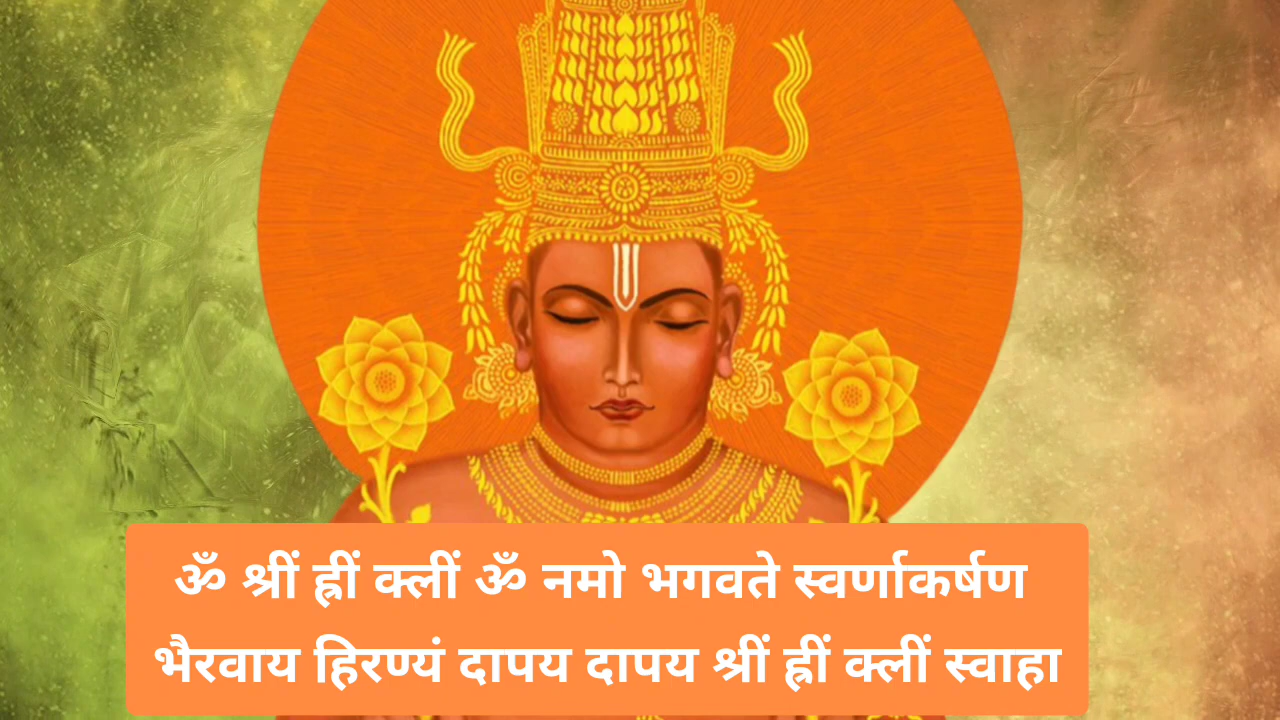 ॐ श्रीं ह्रीं क्लीं ॐ नमो भगवते स्वर्णाकर्षण
भैरवाय हिरण्यं दापय दापय श्रीं ह्रीं क्लीं स्वाहा